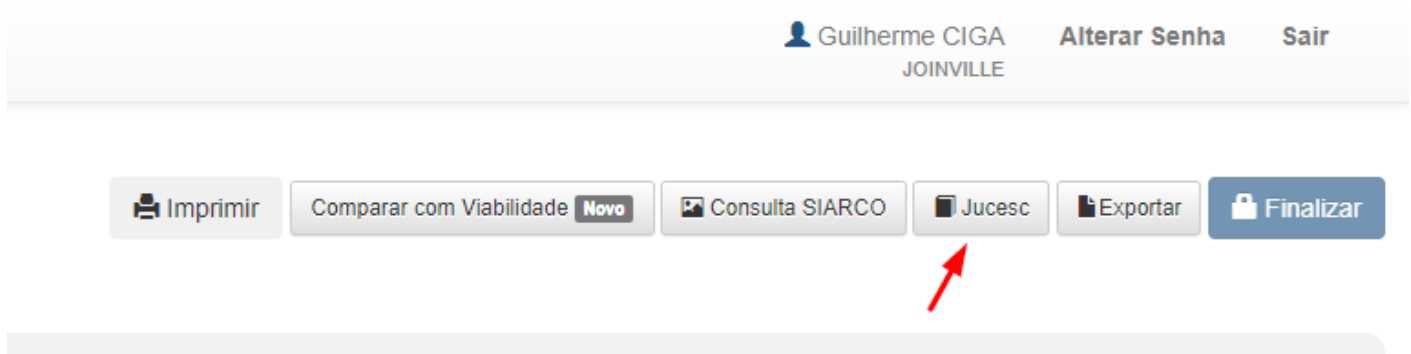 Guilherme CIGA Alterar Senha Sair
JOINVILLE
Imprimir Comparar com Viabilidade Novo Consulta SIARCO Jucesc Exportar Finalizar